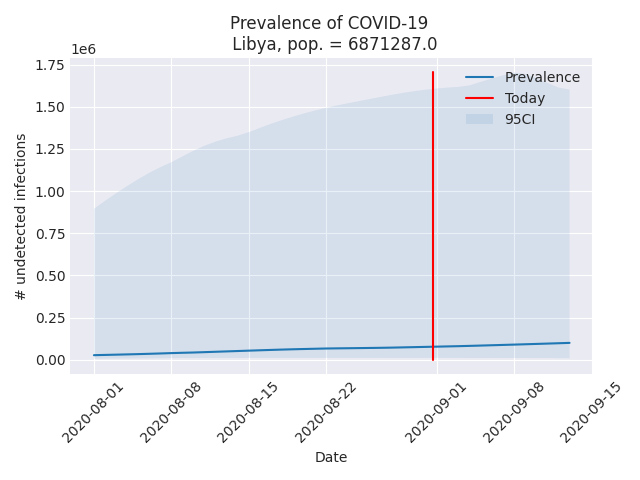 Prevalence of COVID-19
Libya, pop. = 6871287.0
1e6
1.75
1.50
1.25
1.00
0.75
0.50
0.25
0.00
# undetected infections
Prevalence
Today
95CI
2020-08-01
2020-08-08
2020-08-15
2020-08-22
2020-09-01
2020-09-08
2020-09-15
Date